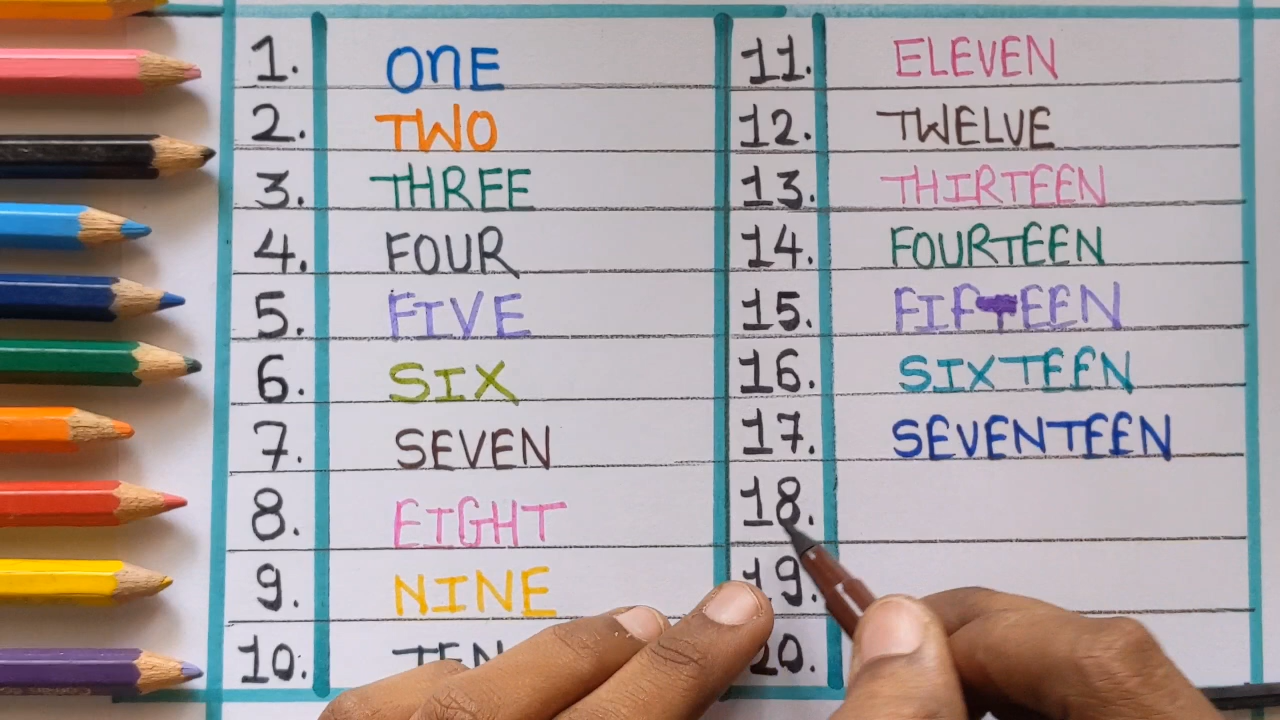 1. ONE
2. TWO
3. THREE
4. FOUR
5. FIVE
6. SIX
7. SEVEN
8. EIGHT
9. NINE
10. TEN
11. ELEVEN
12. TWELVE
13. THIRTEEN
14. FOURTEEN
15. FIFTEEN
16. SIXTEEN
17. SEVENTEEN
18.
19.
20.